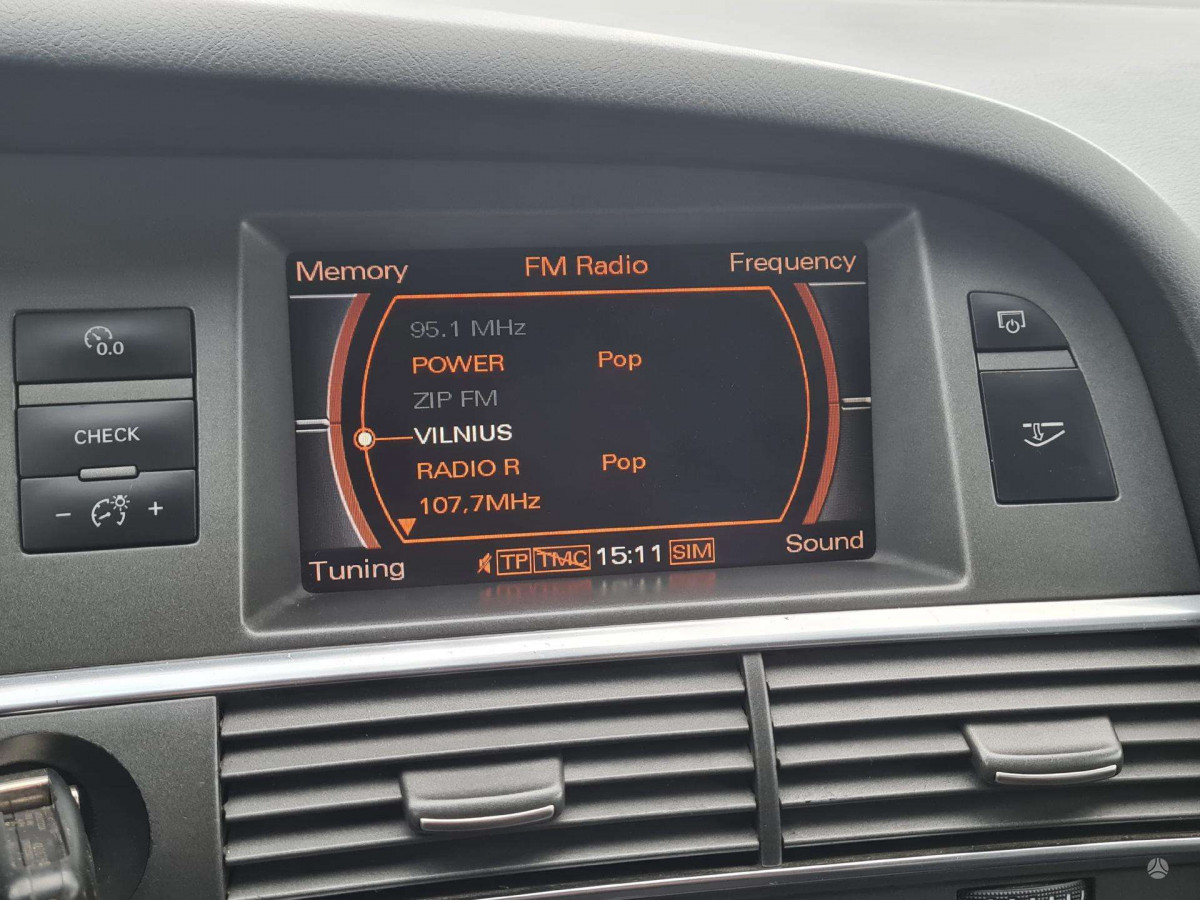 Memory FM Radio Frequency
95.1 MHz
POWER Pop
ZIP FM
VILNIUS
RADIO R Pop
107,7MHz
Tuning TP TMC 15:11 SIM Sound
0.0
CHECK
− +